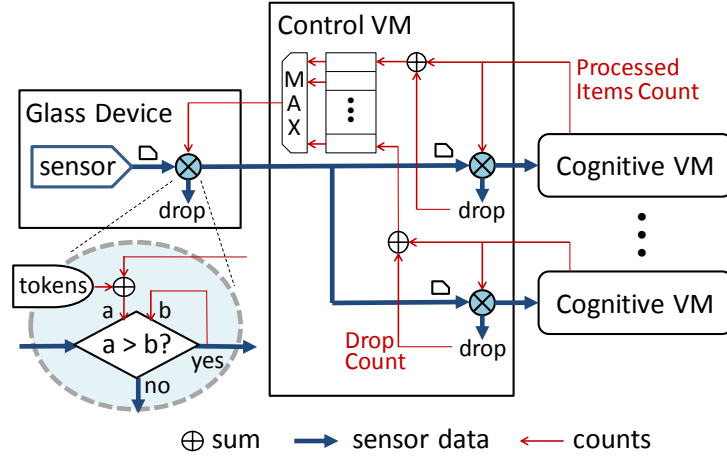 Control VM
Glass Device
sensor
drop
M
A
X
Processed
Items Count
Cognitive VM
drop
Cognitive VM
drop
Drop
Count
tokens
a
b
a > b?
yes
no
sum
sensor data
counts